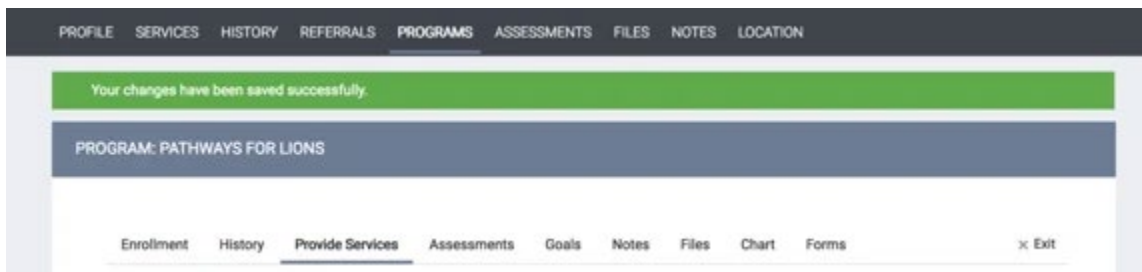 PROFILE SERVICES HISTORY REFERRALS PROGRAMS ASSESSMENTS FILES NOTES LOCATION
Your changes have been saved successfully.
PROGRAM: PATHWAYS FOR LIONS
Enrollment History Provide Services Assessments Goals Notes Files Chart Forms × Exit